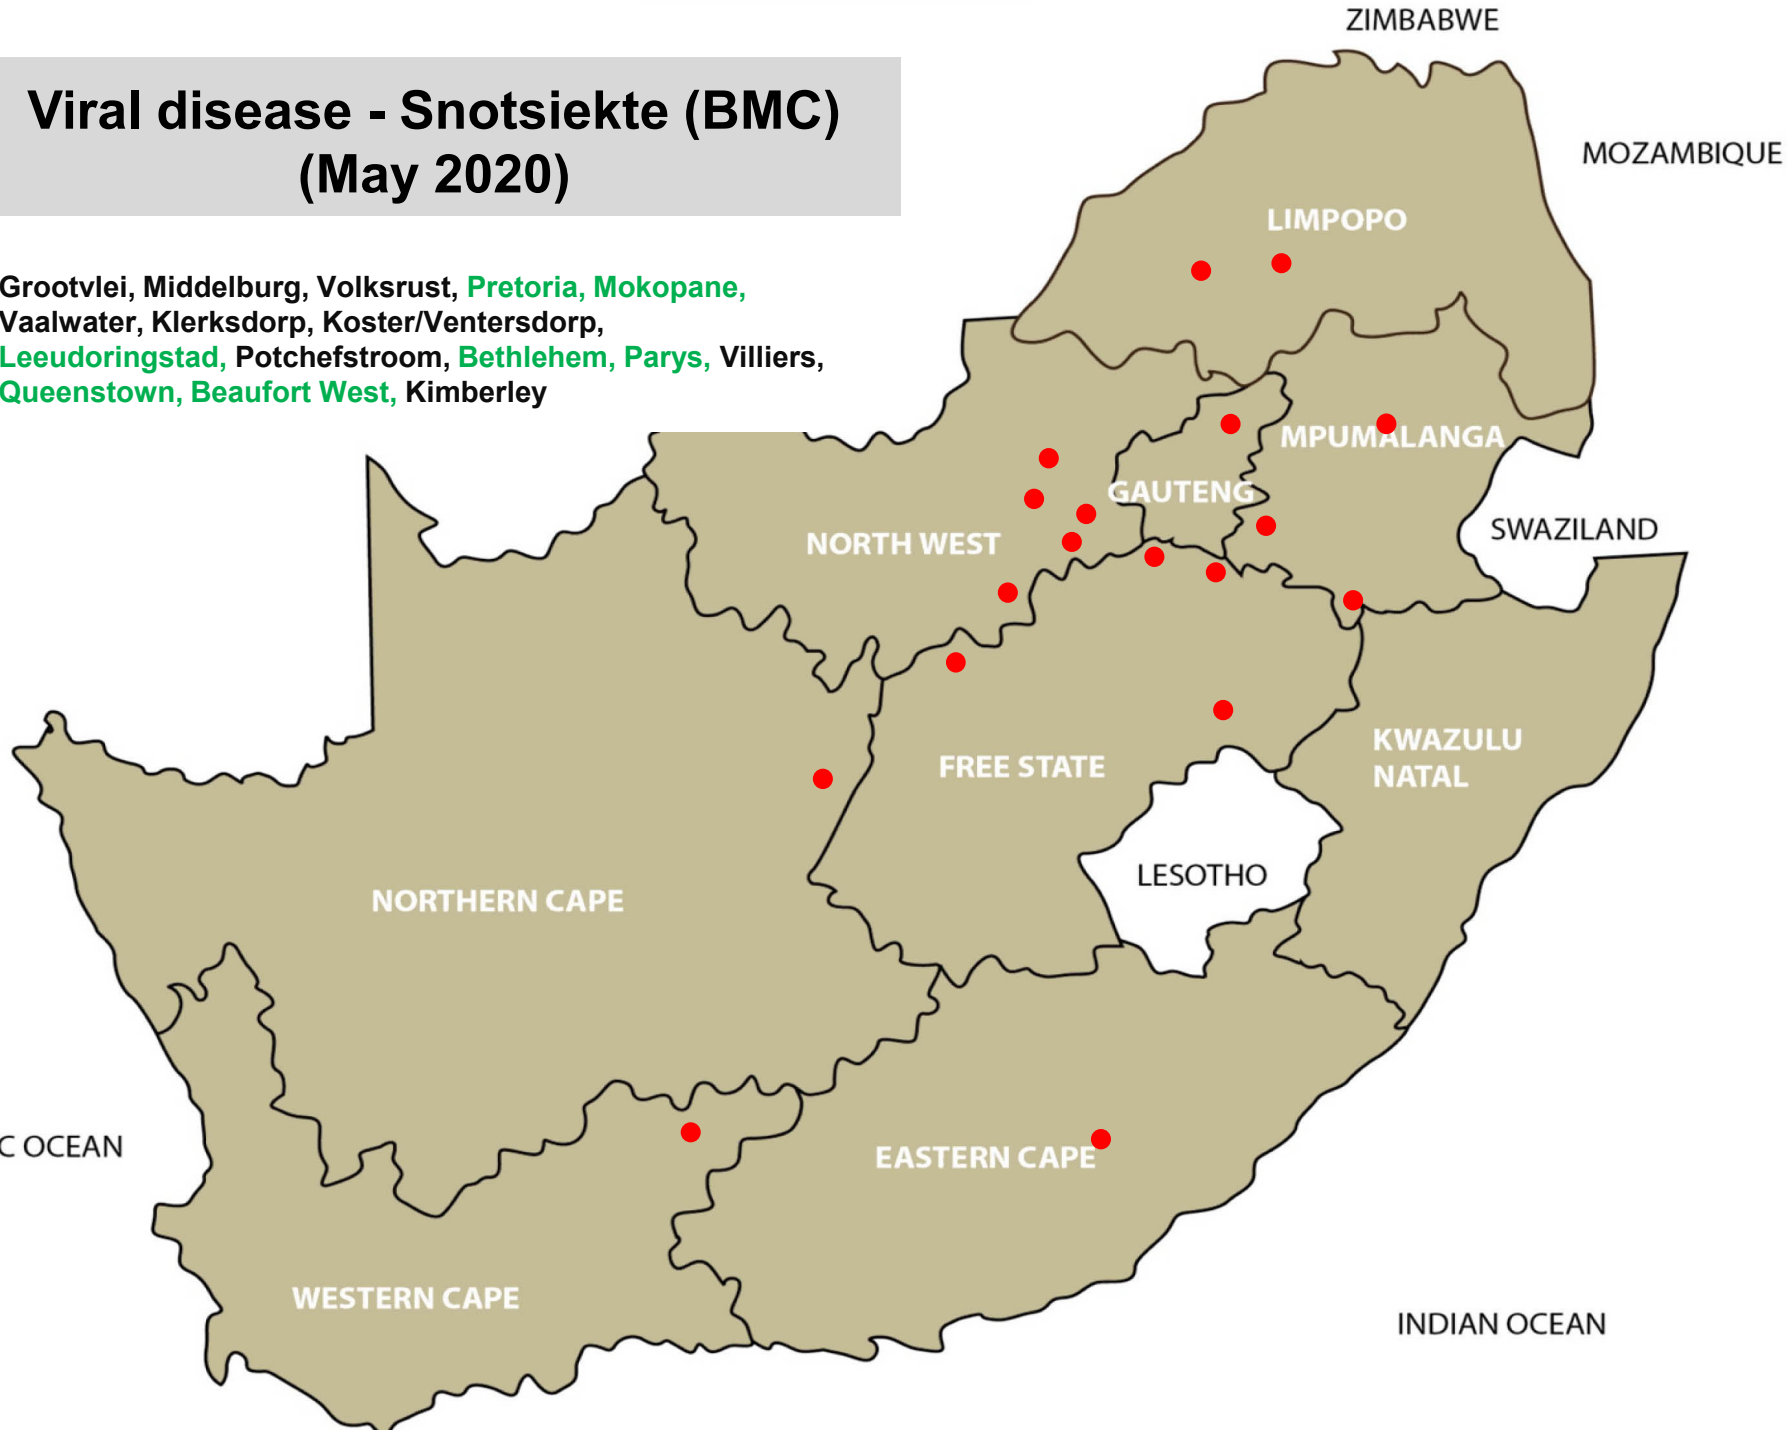 ZIMBABWE
Viral disease - Snotsiekte (BMC)
(May 2020)
MOZAMBIQUE
LIMPOPO
Grootvlei, Middelburg, Volksrust, Pretoria, Mokopane,
Vaalwater, Klerksdorp, Koster/Ventersdorp,
Leeudoringstad, Potchefstroom, Bethlehem, Parys, Villiers,
Queenstown, Beaufort West, Kimberley
MPUMALANGA
GAUTENG
NORTH WEST
SWAZILAND
KWAZULU
NATAL
FREE STATE
LESOTHO
NORTHERN CAPE
C OCEAN
EASTERN CAPE
WESTERN CAPE
INDIAN OCEAN